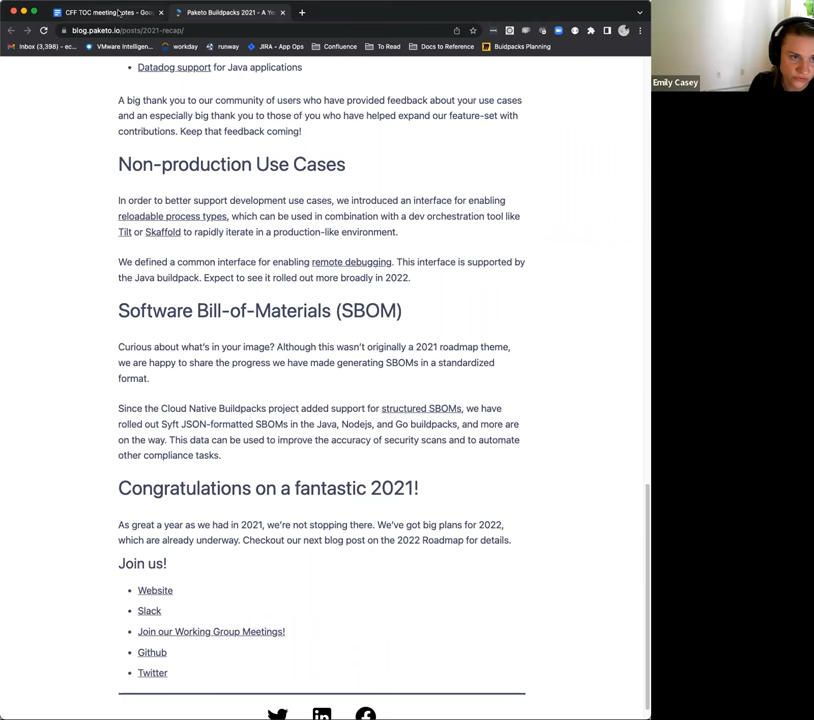 CFF TOC meeting notes - Goo
Paketo Buildpacks 2021 - A Ye
blog.paketo.io/posts/2021-recap/
Inbox (3,398) - ec...
VMware Intelligen...
workday
runway
JIRA - App Ops
Confluence
To Read
Docs to Reference
Buidpacks Planning
Emily Casey
Datadog support for Java applications
A big thank you to our community of users who have provided feedback about your use cases
and an especially big thank you to those of you who have helped expand our feature-set with
contributions. Keep that feedback coming!
Non-production Use Cases
In order to better support development use cases, we introduced an interface for enabling
reloadable process types, which can be used in combination with a dev orchestration tool like
Tilt or Skaffold to rapidly iterate in a production-like environment.
We defined a common interface for enabling remote debugging. This interface is supported by
the Java buildpack. Expect to see it rolled out more broadly in 2022.
Software Bill-of-Materials (SBOM)
Curious about what's in your image? Although this wasn't originally a 2021 roadmap theme,
we are happy to share the progress we have made generating SBOMs in a standardized
format.
Since the Cloud Native Buildpacks project added support for structured SBOMs, we have
rolled out Syft JSON-formatted SBOMs in the Java, Nodejs, and Go buildpacks, and more are
on the way. This data can be used to improve the accuracy of security scans and to automate
other compliance tasks.
Congratulations on a fantastic 2021!
As great a year as we had in 2021, we're not stopping there. We've got big plans for 2022,
which are already underway. Checkout our next blog post on the 2022 Roadmap for details.
Join us!
Website
Slack
Join our Working Group Meetings!
Github
Twitter